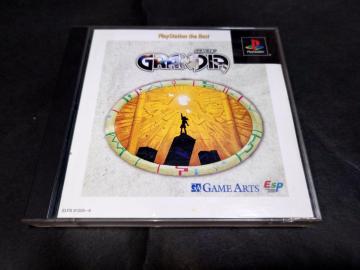 PlayStation the Best
PlayStation
GRANDIA
GAME ARTS
Esp